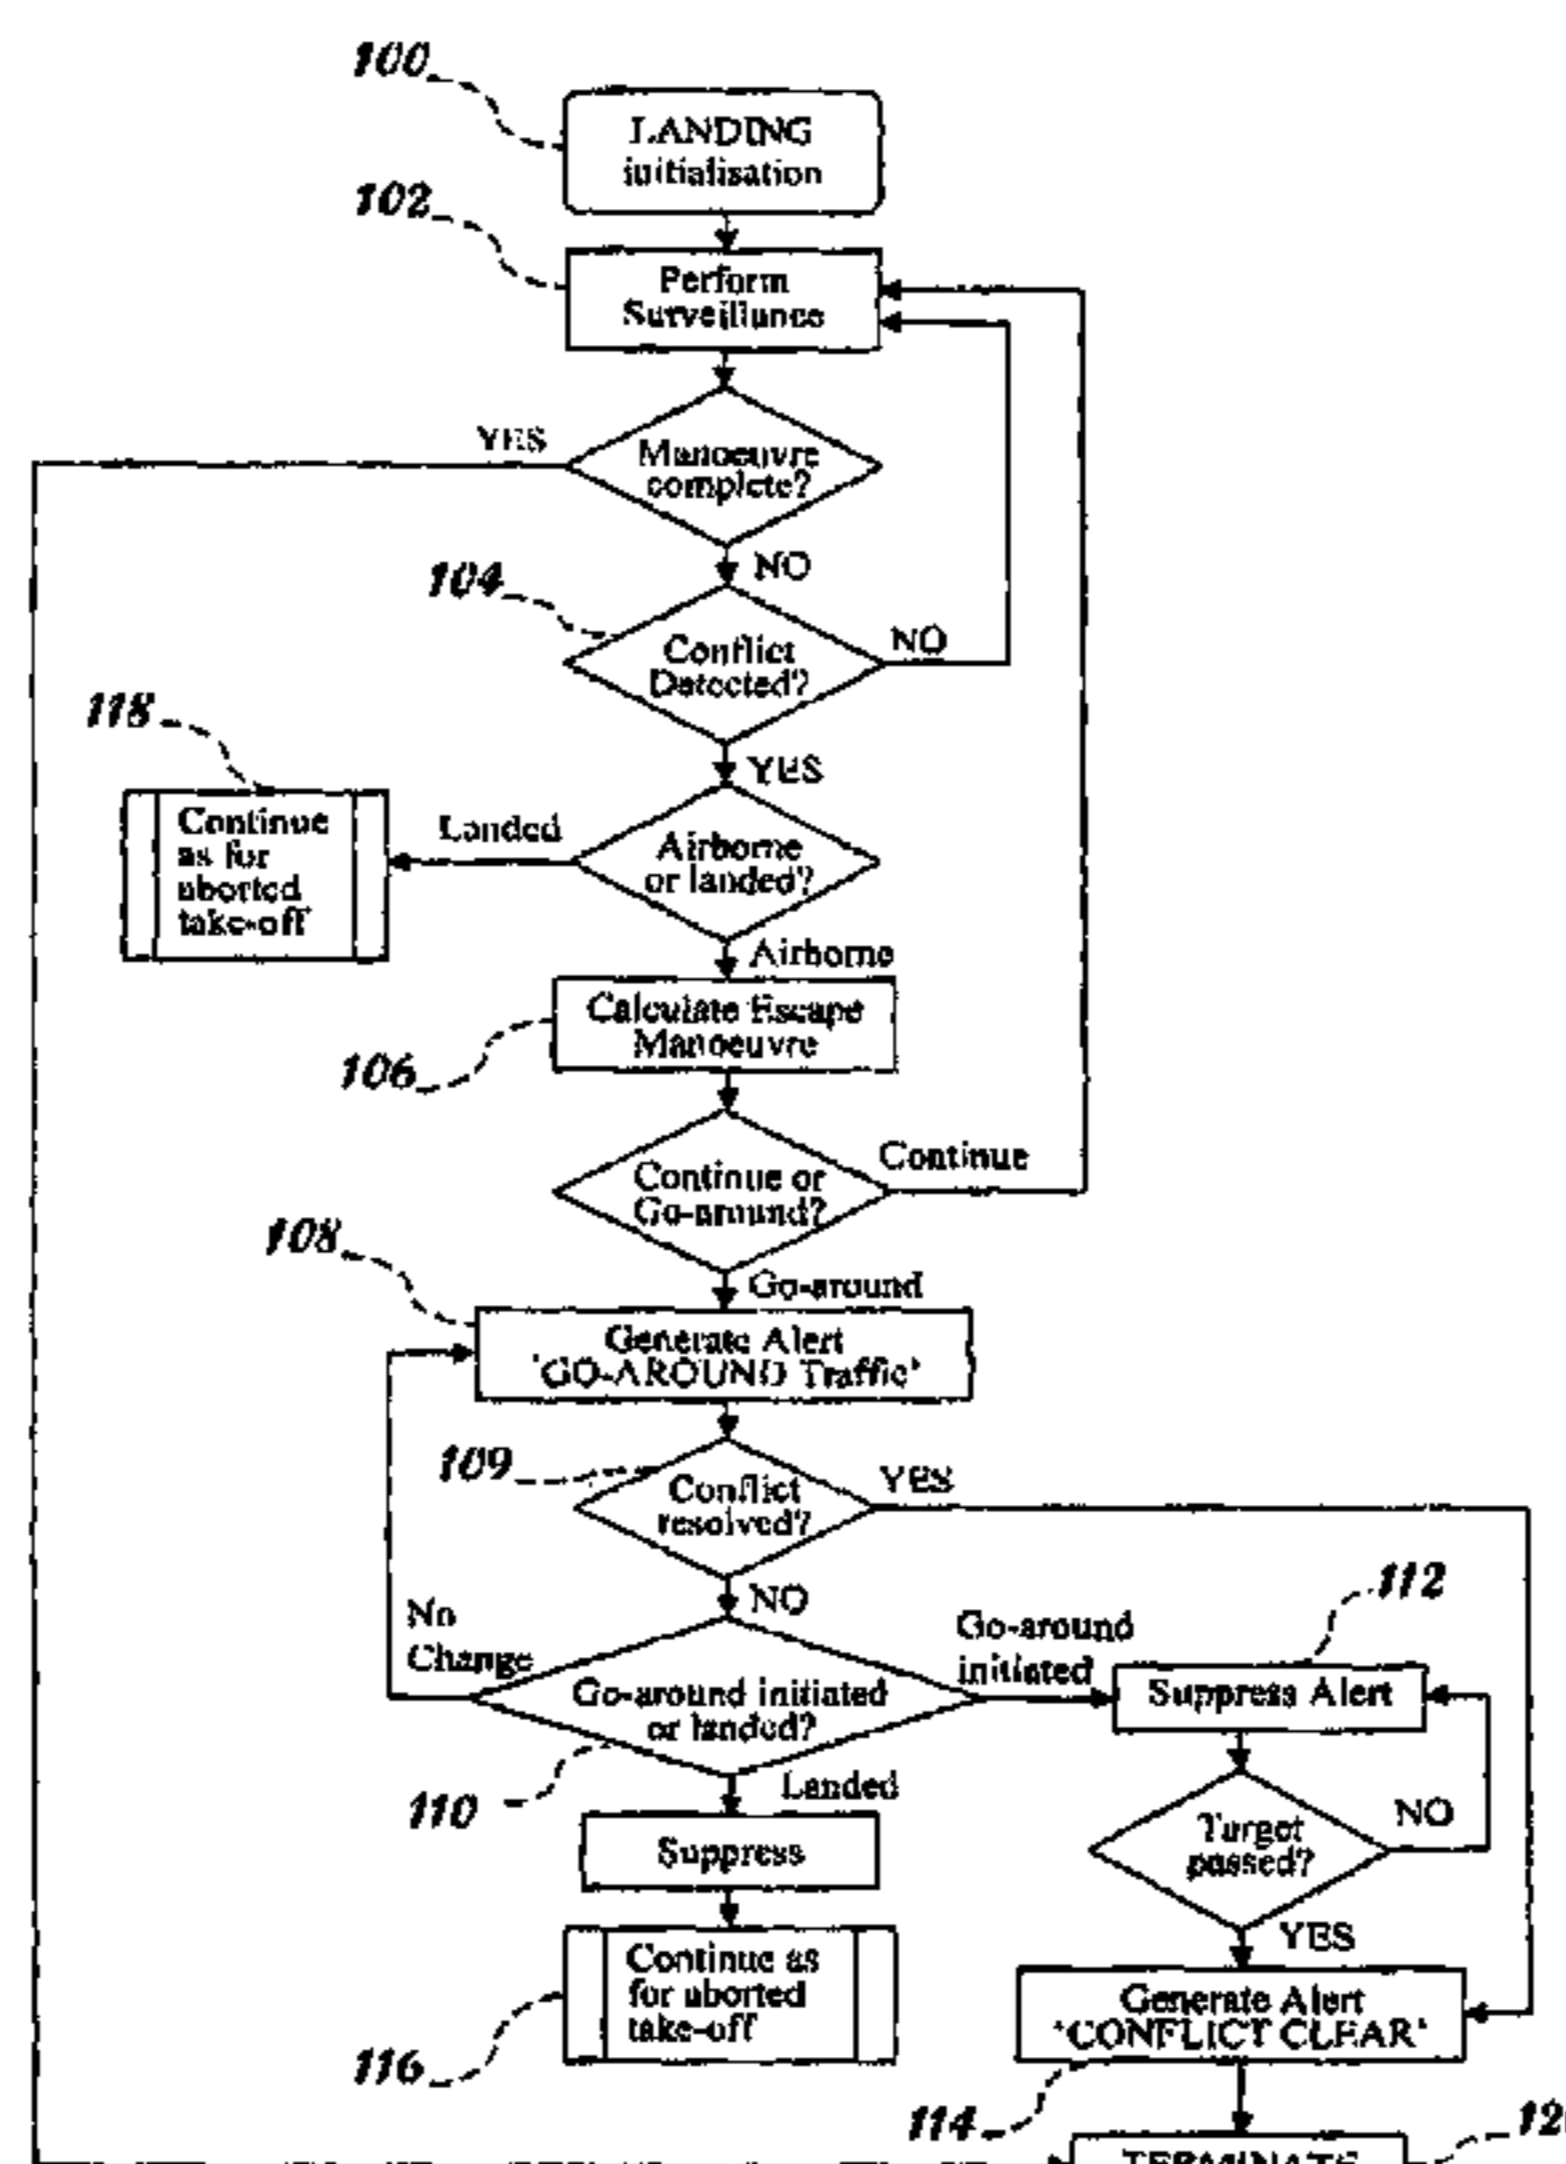 100
LANDING
initialisation
102
Perform
Surveillance
YES
Manoeuvre
complete?
NO
104
Conflict
Detected?
NO
118
YES
Continue
as for
aborted
take-off
Landed
Airborne
or landed?
Airborne
Calculate Escape
Manoeuvre
106
Continue or
Go-around?
Continue
108
Go-around
Generate Alert
'GO-AROUND Traffic'
109
Conflict
resolved?
YES
NO
112
No
Change
Go-around
initiated
Go-around initiated
or landed?
Suppress Alert
110
Landed
Target
passed?
NO
Suppress
YES
Continue as
for aborted
take-off
Generate Alert
'CONFLICT CLEAR'
116
114
TERMINATE